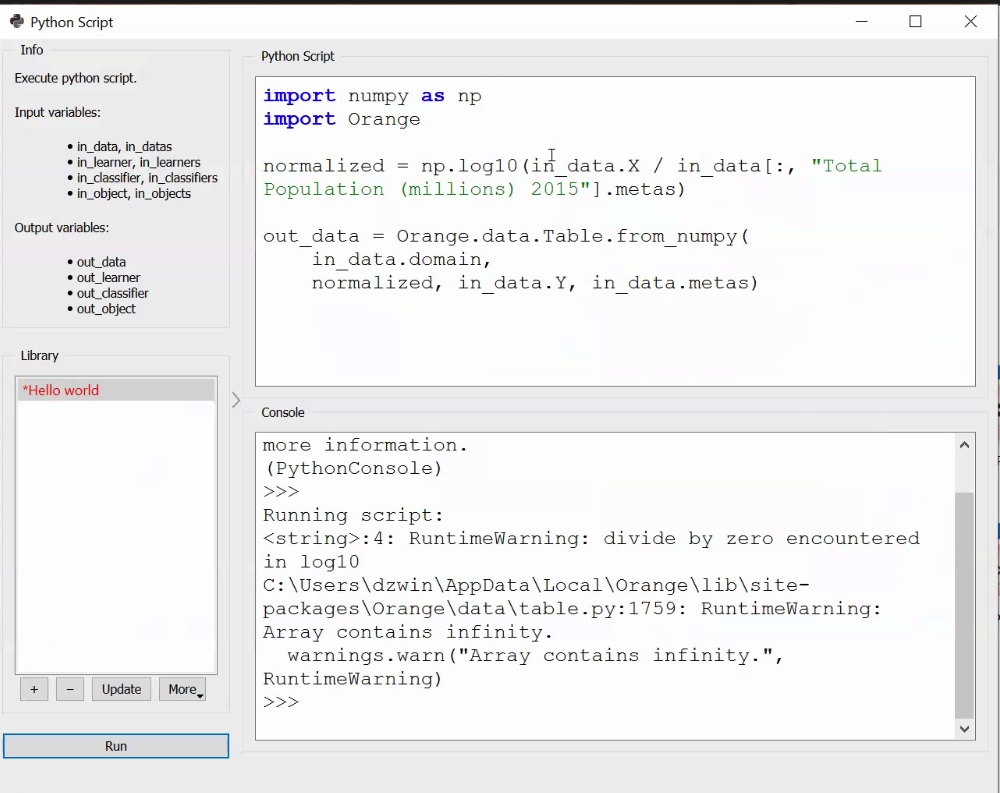 Python Script
Info
Execute python script.
Input variables:
• in_data, in_datas
• in_learner, in_learners
• in_classifier, in_classifiers
• in_object, in_objects
Output variables:
• out_data
• out_learner
• out_classifier
• out_object
Library
*Hello world
+ − Update More
Run
Python Script
import numpy as np
import Orange
normalized = np.log10(in_data.X / in_data[:, "Total
Population (millions) 2015"].metas)
out_data = Orange.data.Table.from_numpy(
in_data.domain,
normalized, in_data.Y, in_data.metas)
Console
more information.
(PythonConsole)
>>>
Running script:
<string>:4: RuntimeWarning: divide by zero encountered
in log10
C:\Users\dzwin\AppData\Local\Orange\lib\site-
packages\Orange\data\table.py:1759: RuntimeWarning:
Array contains infinity.
warnings.warn("Array contains infinity.",
RuntimeWarning)
>>>